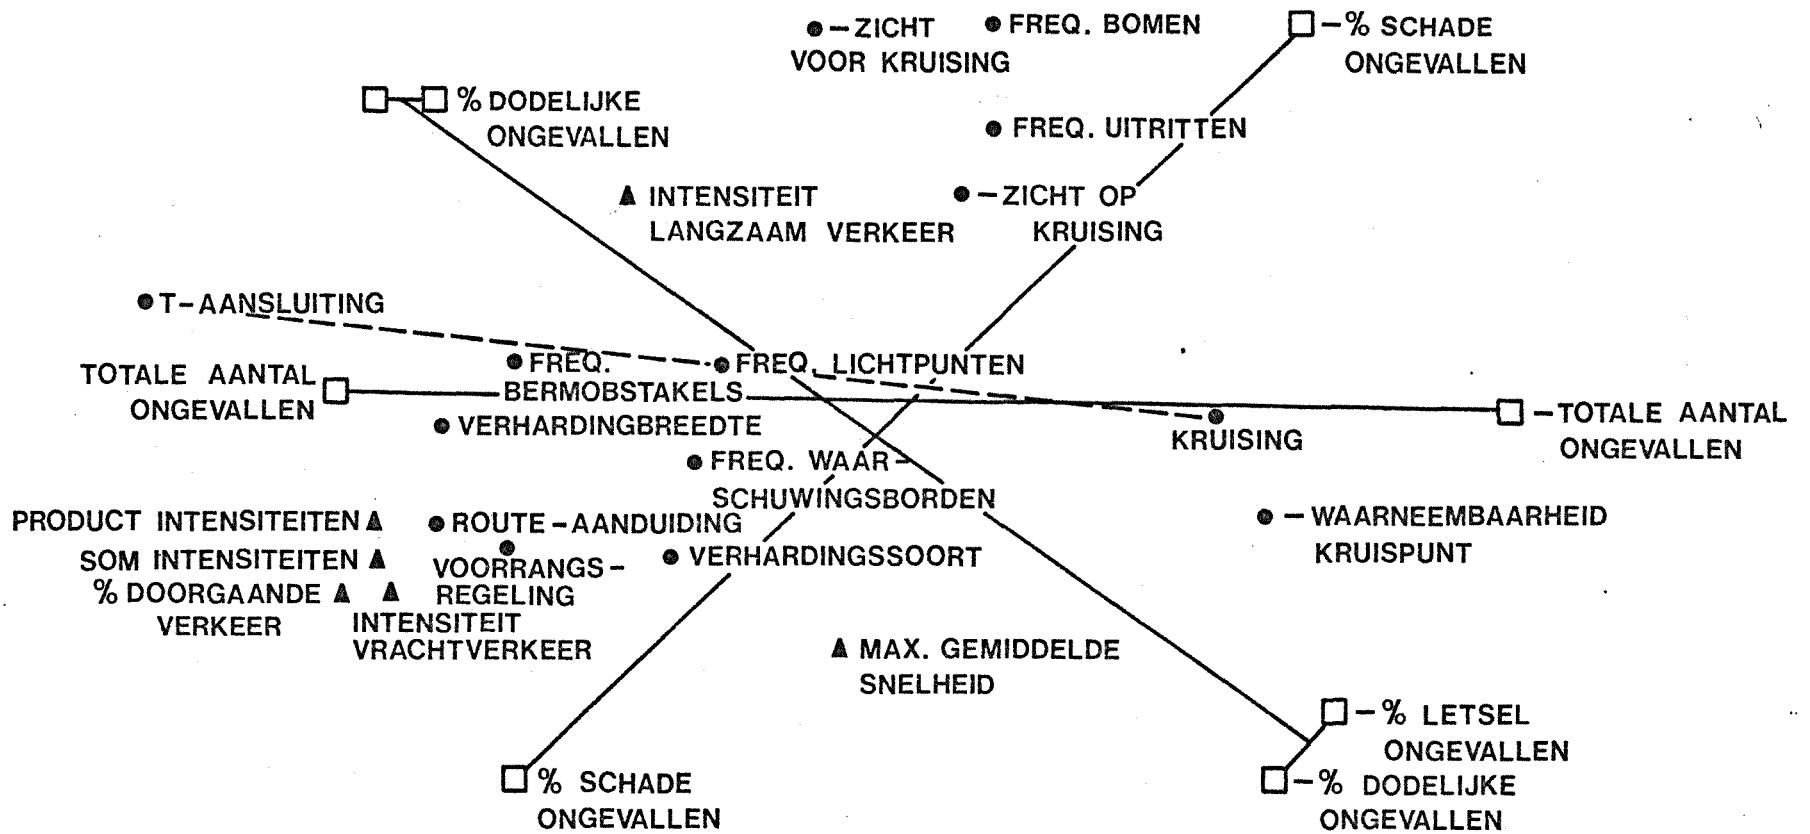 – ZICHT
VOOR KRUISING
FREQ. BOMEN
– % SCHADE
ONGEVALLEN
% DODELIJKE
ONGEVALLEN
FREQ. UITRITTEN
INTENSITEIT
LANGZAAM VERKEER
– ZICHT OP
KRUISING
T-AANSLUITING
FREQ.
BERMOBSTAKELS
FREQ. LICHTPUNTEN
TOTALE AANTAL
ONGEVALLEN
– TOTALE AANTAL
ONGEVALLEN
VERHARDINGBREEDTE
KRUISING
FREQ. WAAR-
SCHUWINGSBORDEN
PRODUCT INTENSITEITEN
ROUTE-AANDUIDING
– WAARNEEMBAARHEID
KRUISPUNT
SOM INTENSITEITEN
VOORRANGS-
REGELING
VERHARDINGSSOORT
% DOORGAANDE
VERKEER
INTENSITEIT
VRACHTVERKEER
MAX. GEMIDDELDE
SNELHEID
– % LETSEL
ONGEVALLEN
% SCHADE
ONGEVALLEN
– % DODELIJKE
ONGEVALLEN